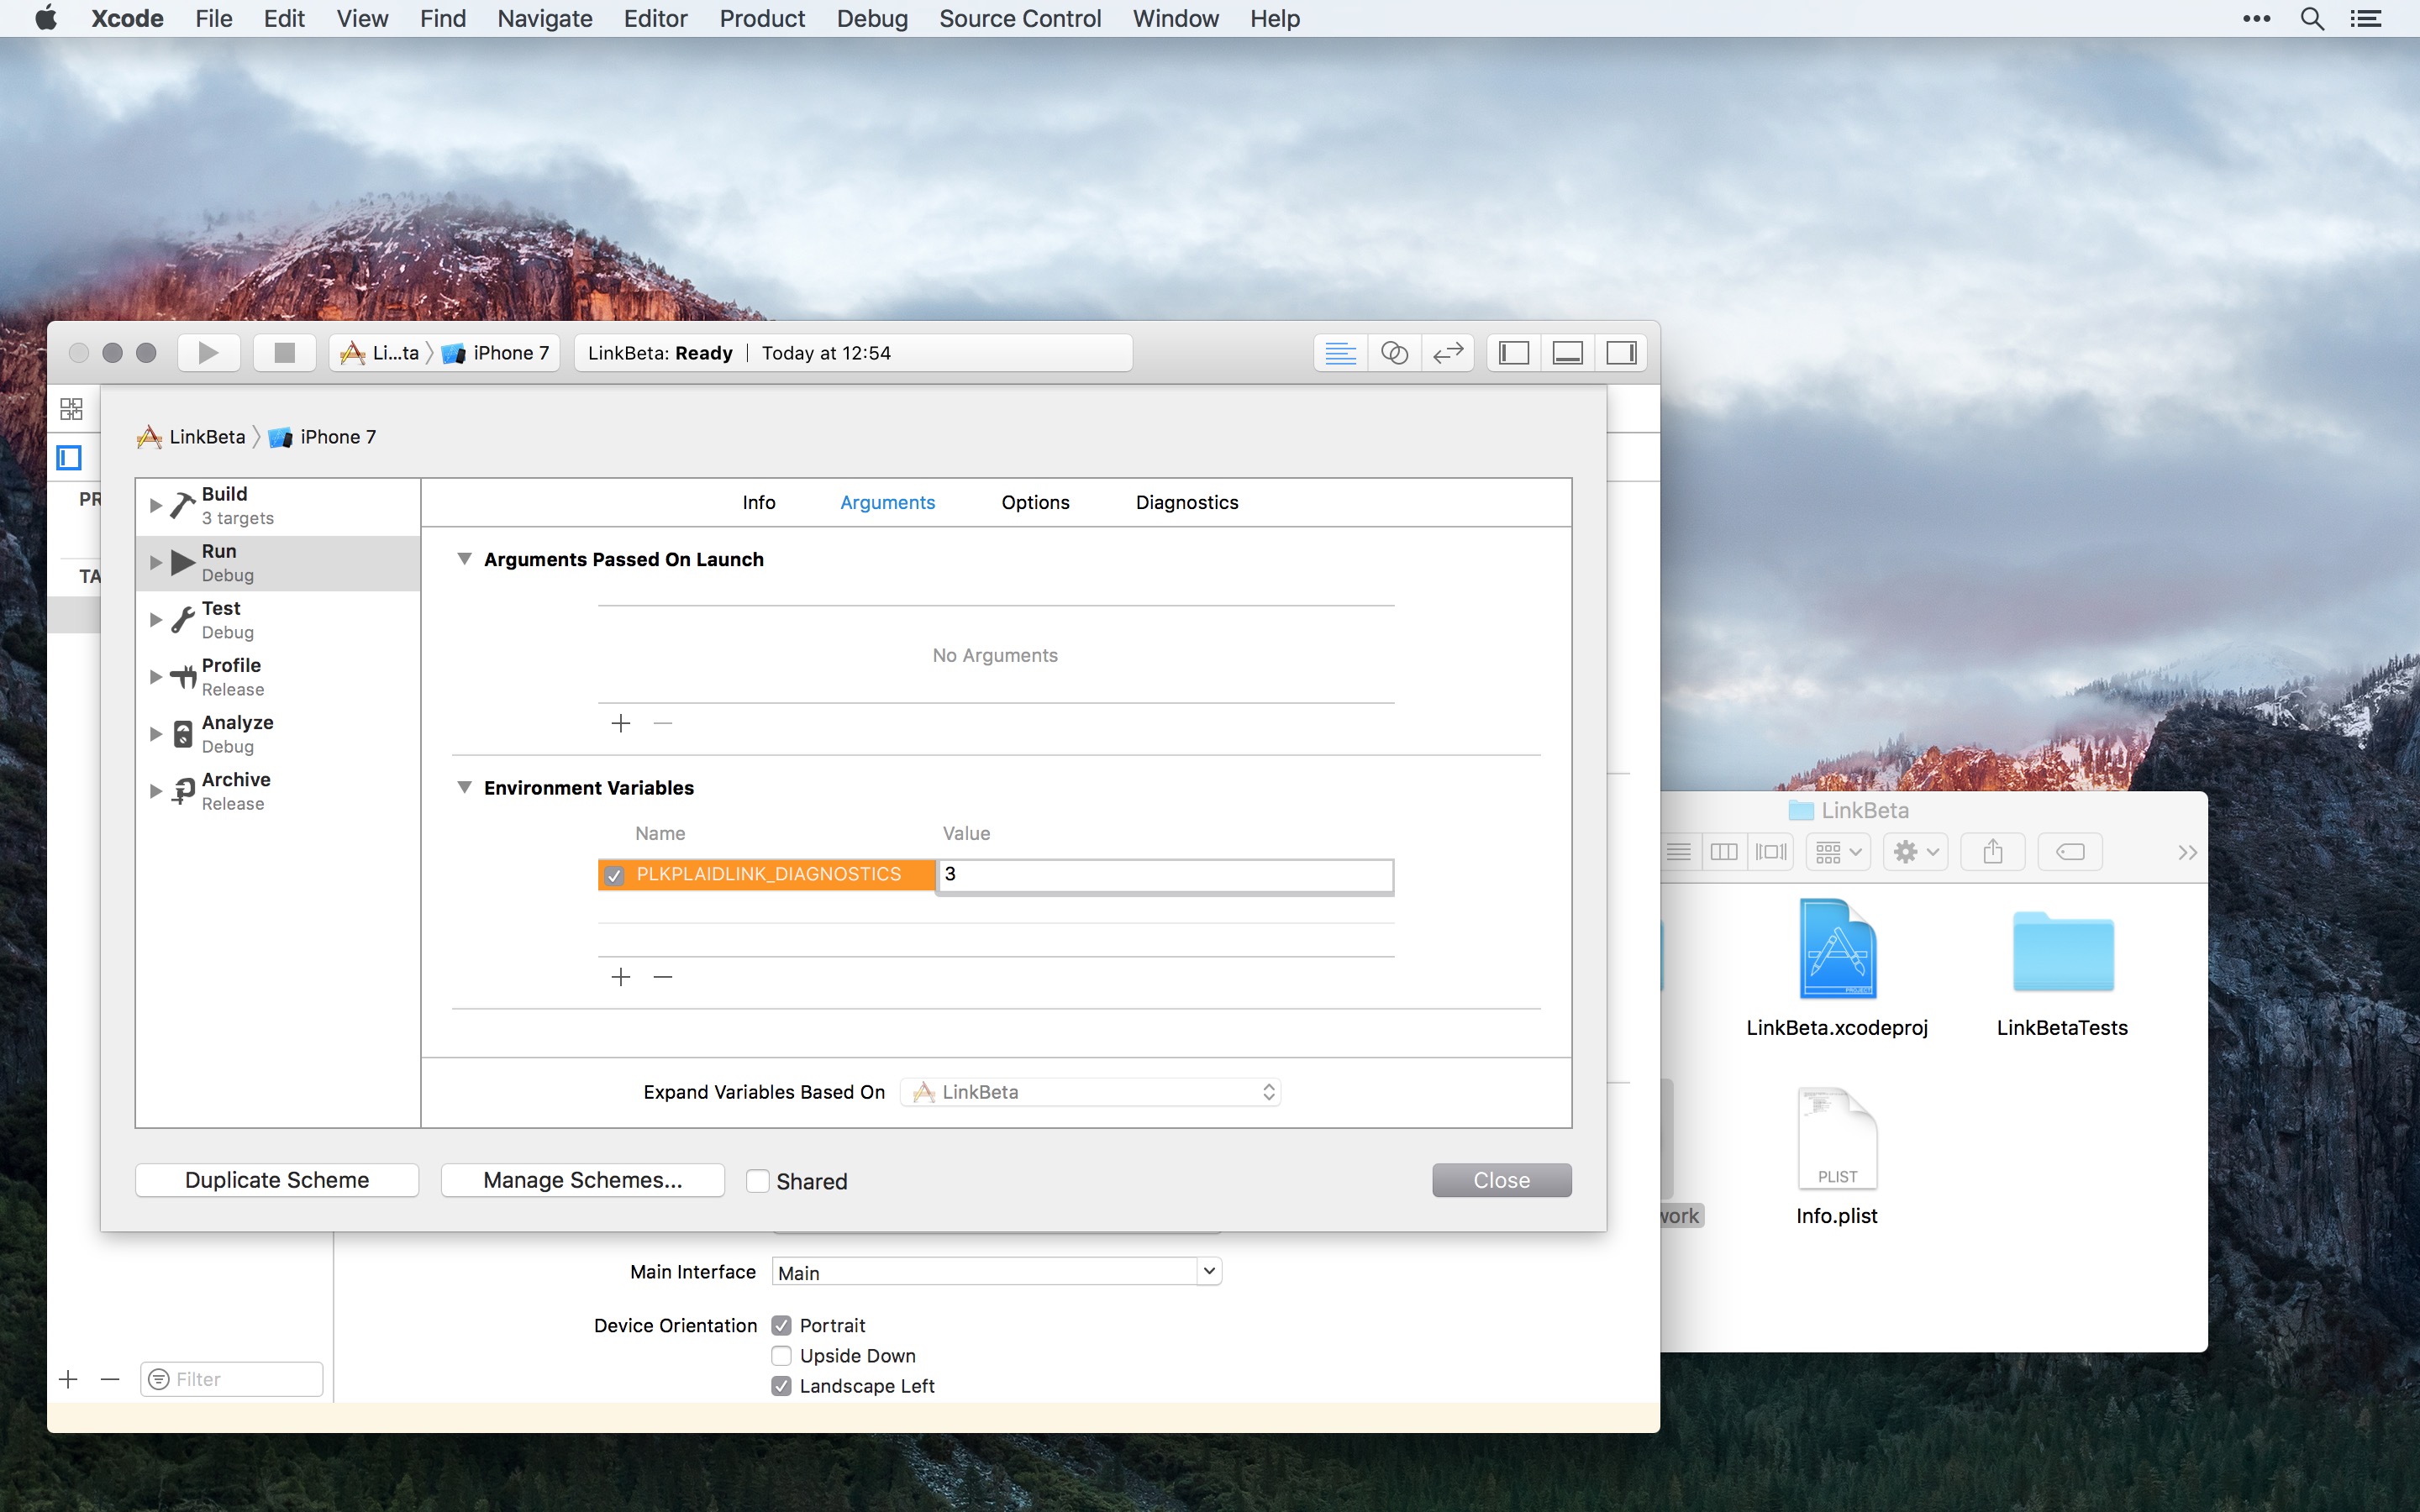 Xcode File Edit View Find Navigate Editor Product Debug Source Control Window Help
Li...ta iPhone 7
LinkBeta: Ready | Today at 12:54
LinkBeta iPhone 7
PR
TA
Build
3 targets
Run
Debug
Test
Debug
Profile
Release
Analyze
Debug
Archive
Release
Info Arguments Options Diagnostics
Arguments Passed On Launch
No Arguments
Environment Variables
Name Value
PLKPLAIDLINK_DIAGNOSTICS 3
Expand Variables Based On LinkBeta
Duplicate Scheme Manage Schemes... Shared Close
Main Interface Main
Device Orientation Portrait
Upside Down
Landscape Left
Filter
LinkBeta
PROJECT
LinkBeta.xcodeproj LinkBetaTests
PLIST
work Info.plist